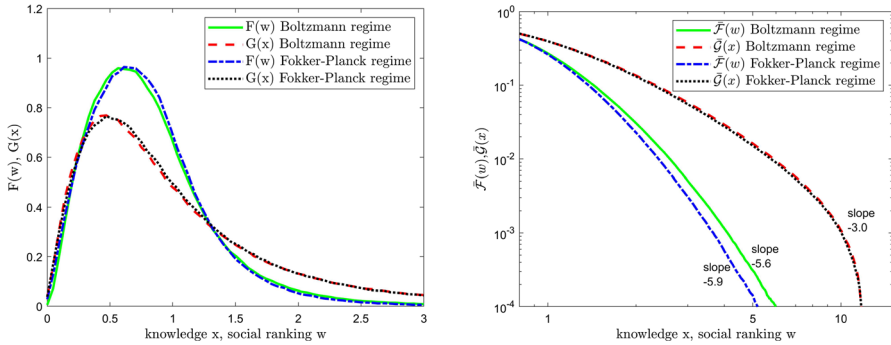 F(w) Boltzmann regime
G(x) Boltzmann regime
F(w) Fokker-Planck regime
G(x) Fokker-Planck regime
F(w), G(x)
1.2
1
0.8
0.6
0.4
0.2
0
0
0.5
1
1.5
2
2.5
3
knowledge x, social ranking w
𝓕̄(w) Boltzmann regime
𝓖̄(x) Boltzmann regime
𝓕̄(w) Fokker-Planck regime
𝓖̄(x) Fokker-Planck regime
𝓕̄(w),𝓖̄(x)
10⁰
10⁻¹
10⁻²
10⁻³
10⁻⁴
slope
-3.0
slope
-5.6
slope
-5.9
1
5
10
knowledge x, social ranking w